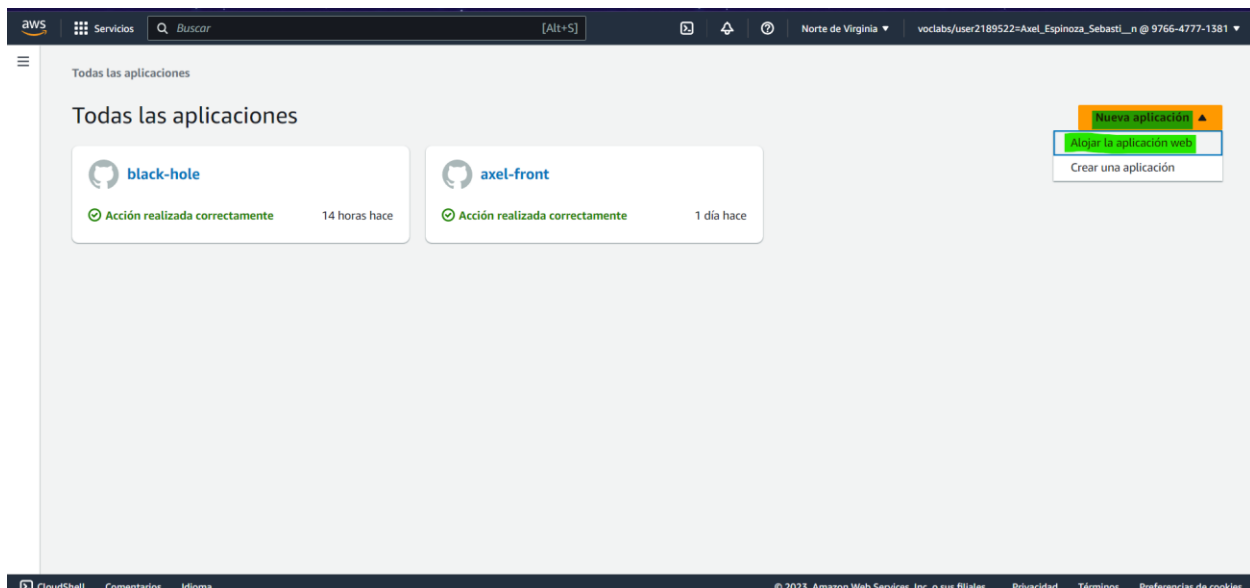 aws Servicios Buscar [Alt+S] Norte de Virginia voclabs/user2189522=Axel_Espinoza_Sebasti__n @ 9766-4777-1381
Todas las aplicaciones
Todas las aplicaciones
Nueva aplicación
Alojar la aplicación web
Crear una aplicación
black-hole
Acción realizada correctamente 14 horas hace
axel-front
Acción realizada correctamente 1 día hace
CloudShell Comentarios Idioma © 2023, Amazon Web Services, Inc. o sus filiales. Privacidad Términos Preferencias de cookies